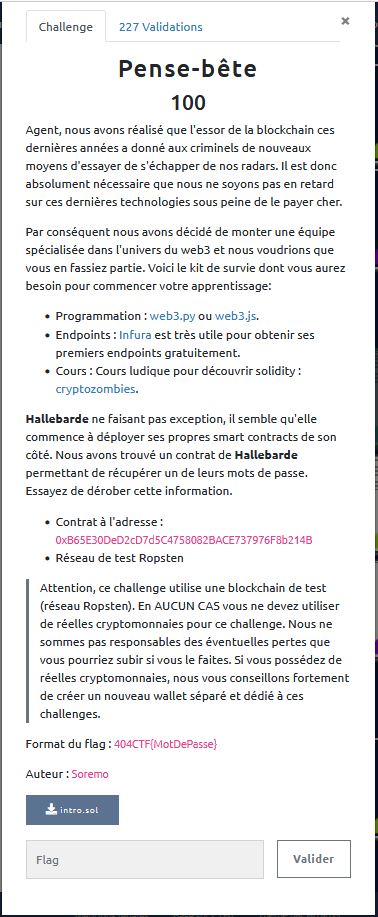 Challenge
227 Validations
×
Pense-bête
100
Agent, nous avons réalisé que l'essor de la blockchain ces
dernières années a donné aux criminels de nouveaux
moyens d'essayer de s'échapper de nos radars. Il est donc
absolument nécessaire que nous ne soyons pas en retard
sur ces dernières technologies sous peine de le payer cher.
Par conséquent nous avons décidé de monter une équipe
spécialisée dans l'univers du web3 et nous voudrions que
vous en fassiez partie. Voici le kit de survie dont vous aurez
besoin pour commencer votre apprentissage:
• Programmation : web3.py ou web3.js.
• Endpoints : Infura est très utile pour obtenir ses
premiers endpoints gratuitement.
• Cours : Cours ludique pour découvrir solidity :
cryptozombies.
Hallebarde ne faisant pas exception, il semble qu'elle
commence à déployer ses propres smart contracts de son
côté. Nous avons trouvé un contrat de Hallebarde
permettant de récupérer un de leurs mots de passe.
Essayez de dérober cette information.
• Contrat à l'adresse :
0xB65E30DeD2cD7d5C4758082BACE737976F8b214B
• Réseau de test Ropsten
Attention, ce challenge utilise une blockchain de test
(réseau Ropsten). En AUCUN CAS vous ne devez utiliser
de réelles cryptomonnaies pour ce challenge. Nous ne
sommes pas responsables des éventuelles pertes que
vous pourriez subir si vous le faites. Si vous possédez de
réelles cryptomonnaies, nous vous conseillons fortement
de créer un nouveau wallet séparé et dédié à ces
challenges.
Format du flag : 404CTF{MotDePasse}
Auteur : Soremo
intro.sol
Flag
Valider